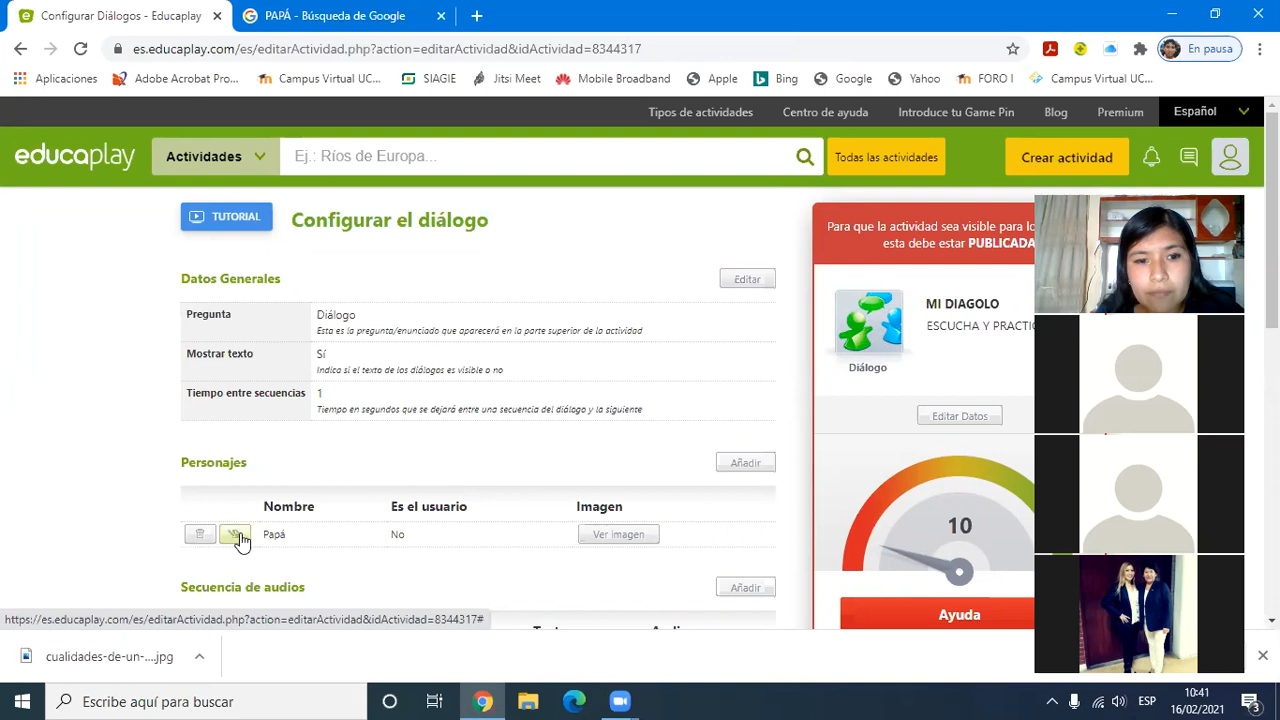 Configurar Diálogos - Educaplay
PAPÁ - Búsqueda de Google
es.educaplay.com/es/editarActividad.php?action=editarActividad&idActividad=8344317
En pausa
Aplicaciones
Adobe Acrobat Pro...
Campus Virtual UC...
SIAGIE
Jitsi Meet
Mobile Broadband
Apple
Bing
Google
Yahoo
FORO I
Campus Virtual UC...
Tipos de actividades
Centro de ayuda
Introduce tu Game Pin
Blog
Premium
Español
educaplay
Actividades
Ej.: Ríos de Europa...
Todas las actividades
Crear actividad
TUTORIAL
Configurar el diálogo
Datos Generales
Editar
Pregunta
Diálogo
Esta es la pregunta/enunciado que aparecerá en la parte superior de la actividad
Mostrar texto
Sí
Indica si el texto de los diálogos es visible o no
Tiempo entre secuencias
1
Tiempo en segundos que se dejará entre una secuencia del diálogo y la siguiente
Personajes
Añadir
Nombre
Es el usuario
Imagen
Papá
No
Ver imagen
Secuencia de audios
Añadir
Para que la actividad sea visible para lo
esta debe estar PUBLICADA
MI DIAGOLO
ESCUCHA Y PRACTI
Diálogo
Editar Datos
10
Ayuda
https://es.educaplay.com/es/editarActividad.php?action=editarActividad&idActividad=8344317#
cualidades-de-un-....jpg
Escribe aquí para buscar
ESP
10:41
16/02/2021
3